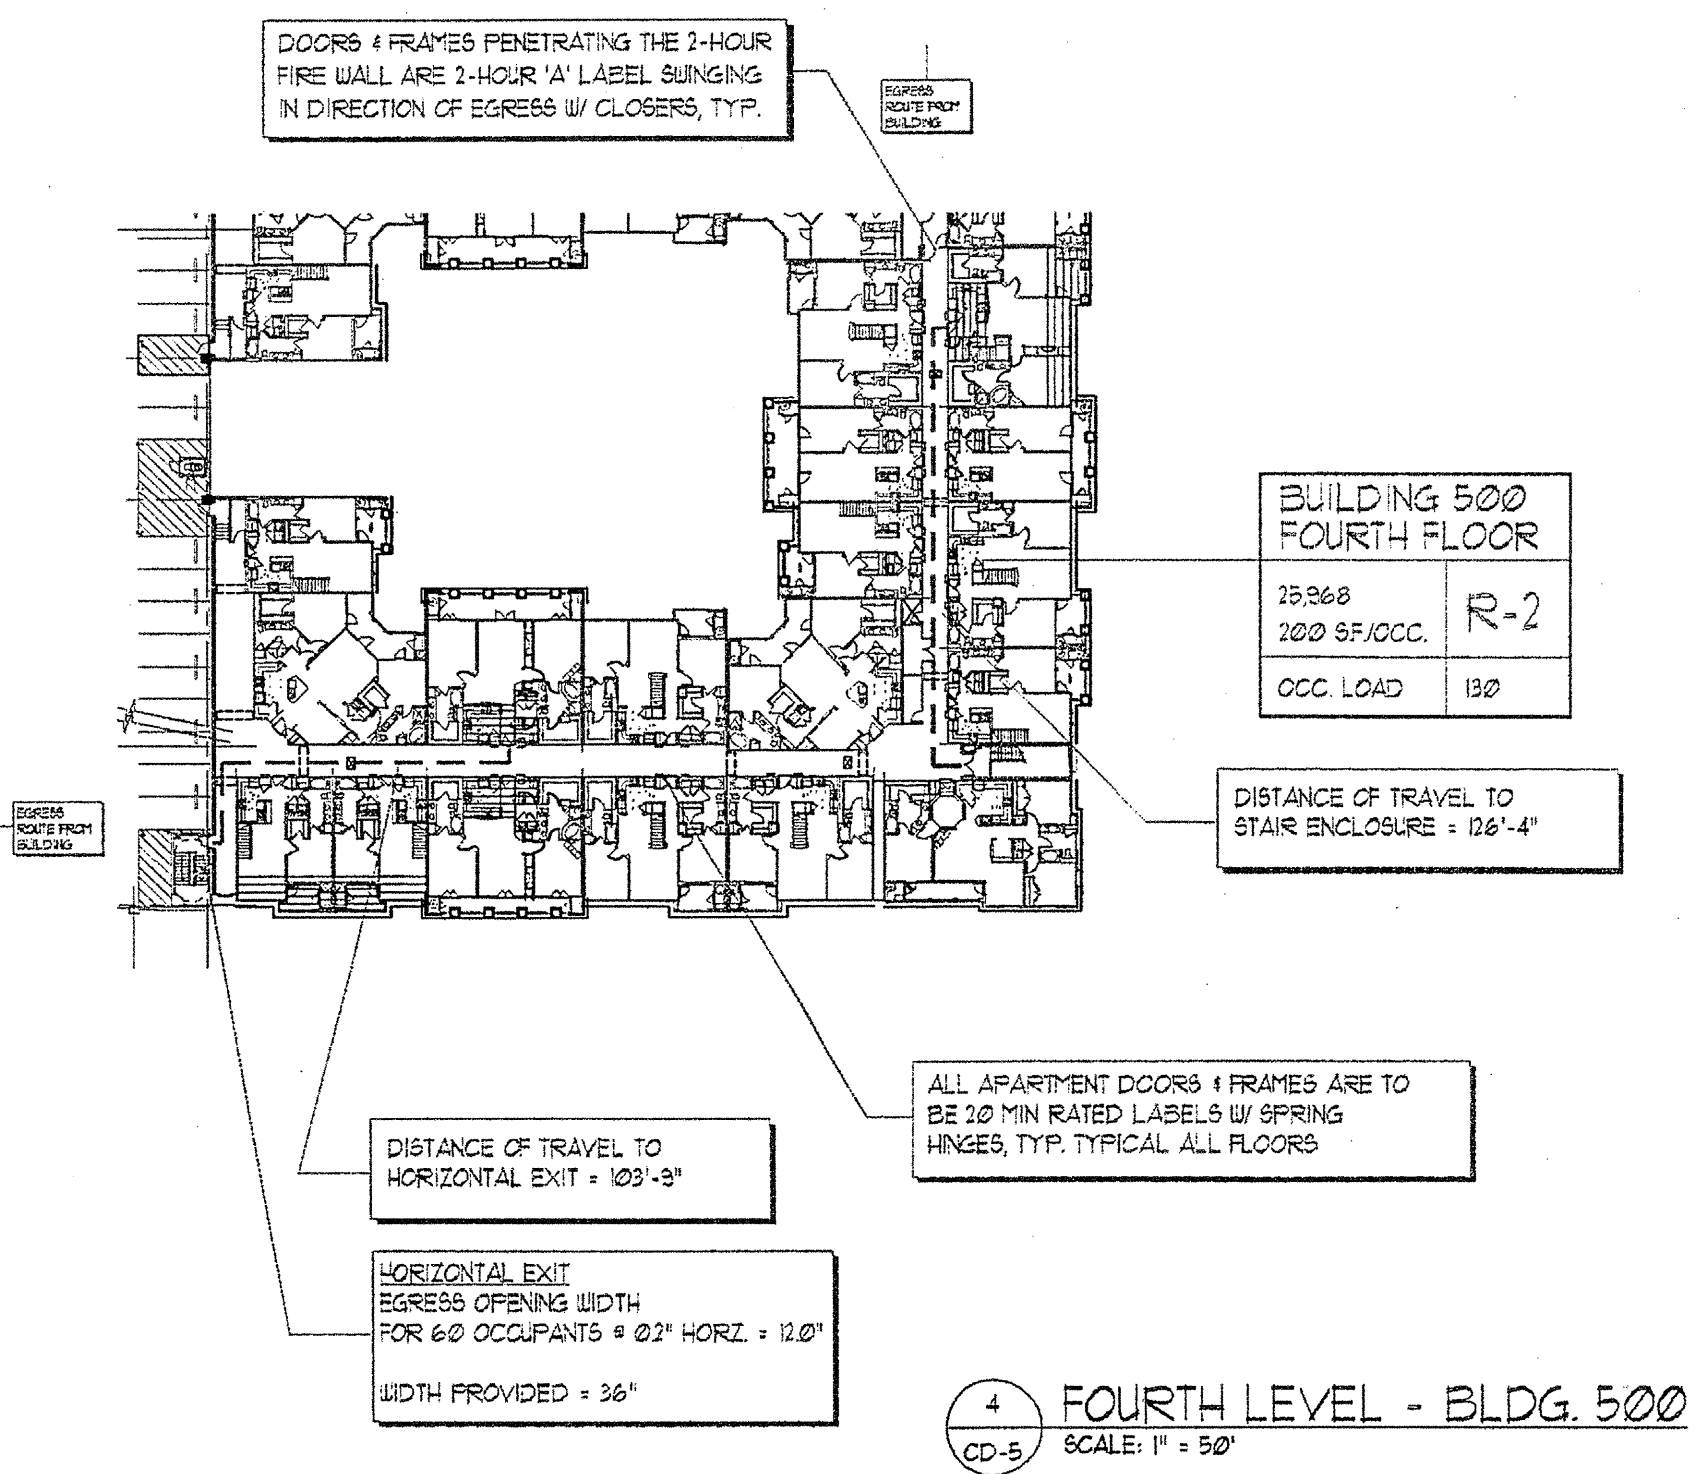 DOORS & FRAMES PENETRATING THE 2-HOUR
FIRE WALL ARE 2-HOUR 'A' LABEL SWINGING
IN DIRECTION OF EGRESS W/ CLOSERS, TYP.
EGRESS
ROUTE FROM
BUILDING
BUILDING 500
FOURTH FLOOR
25,968
200 SF./OCC.
R-2
OCC. LOAD
130
DISTANCE OF TRAVEL TO
STAIR ENCLOSURE = 126'-4"
EGRESS
ROUTE FROM
BUILDING
ALL APARTMENT DOORS & FRAMES ARE TO
BE 20 MIN RATED LABELS W/ SPRING
HINGES, TYP. TYPICAL ALL FLOORS
DISTANCE OF TRAVEL TO
HORIZONTAL EXIT = 103'-9"
HORIZONTAL EXIT
EGRESS OPENING WIDTH
FOR 60 OCCUPANTS @ 0.2" HORZ. = 12.0"
WIDTH PROVIDED = 36"
4
CD-5
FOURTH LEVEL - BLDG. 500
SCALE: 1" = 50'